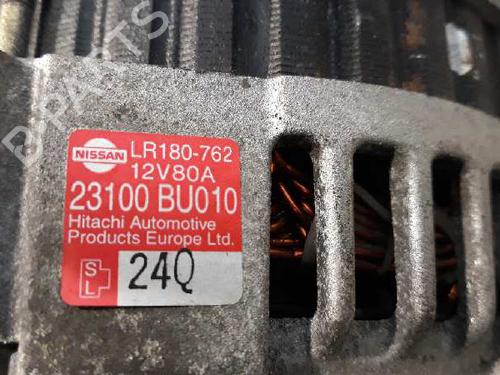 NISSAN
LR180-762
12V80A
23100 BU010
Hitachi Automotive
Products Europe Ltd.
S
L
24Q
B-PARTS